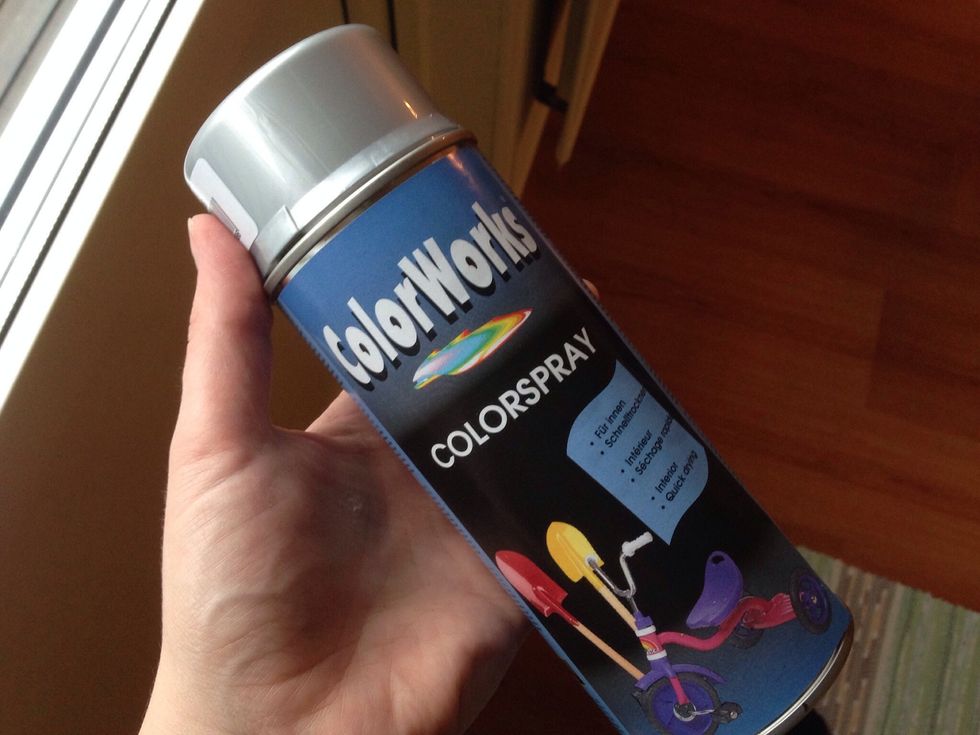 ColorWorks
COLORSPRAY
• Für innen
• Schnelltrocknend
• Intérieur
• Séchage rapide
• Interior
• Quick drying